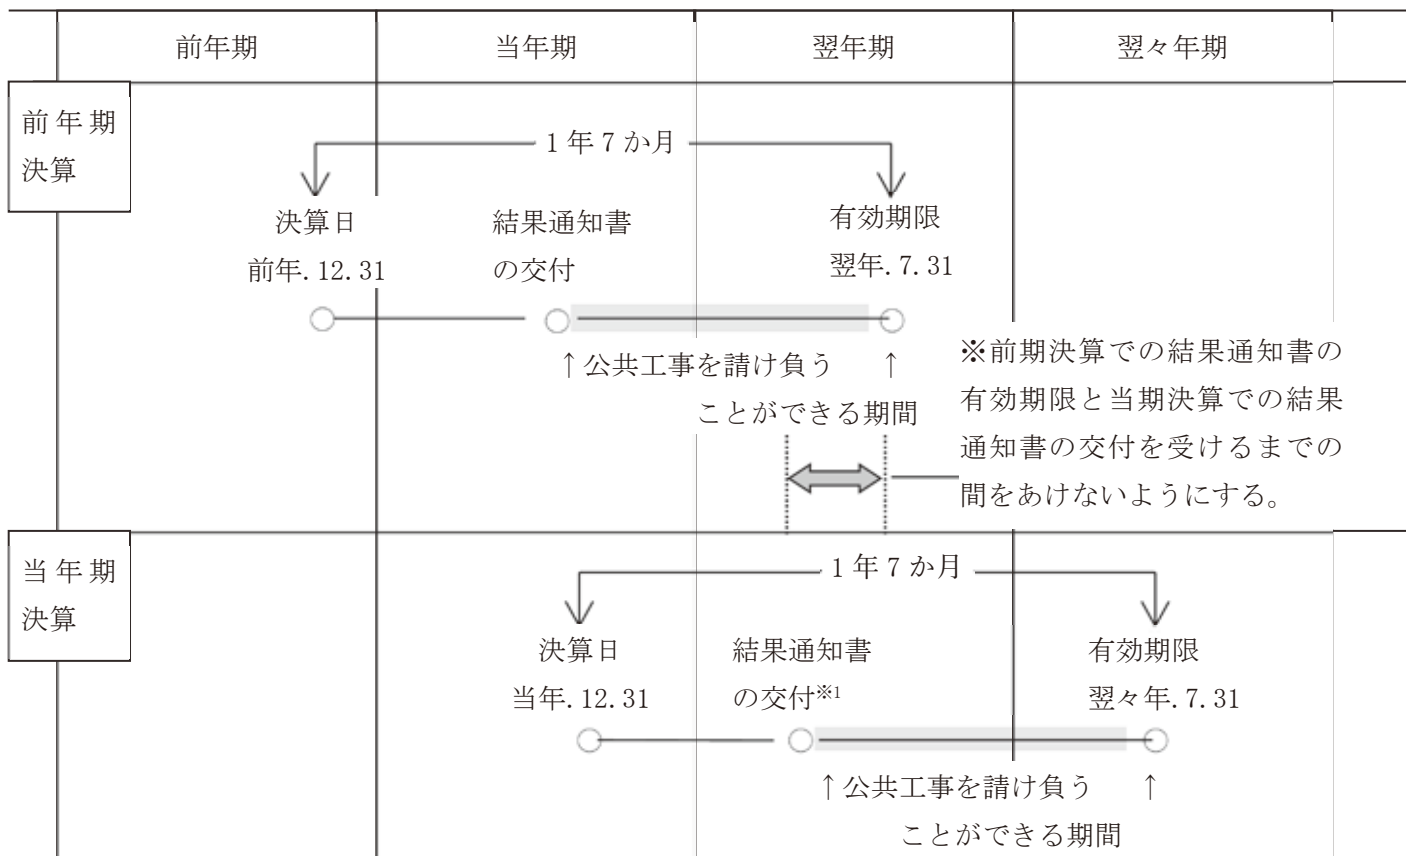 前年期
当年期
翌年期
翌々年期
前年期
決算
1年7か月
決算日
前年.12.31
結果通知書
の交付
有効期限
翌年.7.31
↑公共工事を請け負う ↑
ことができる期間
※前期決算での結果通知書の
有効期限と当期決算での結果
通知書の交付を受けるまでの
間をあけないようにする。
当年期
決算
1年7か月
決算日
当年.12.31
結果通知書
の交付※1
有効期限
翌々年.7.31
↑公共工事を請け負う ↑
ことができる期間